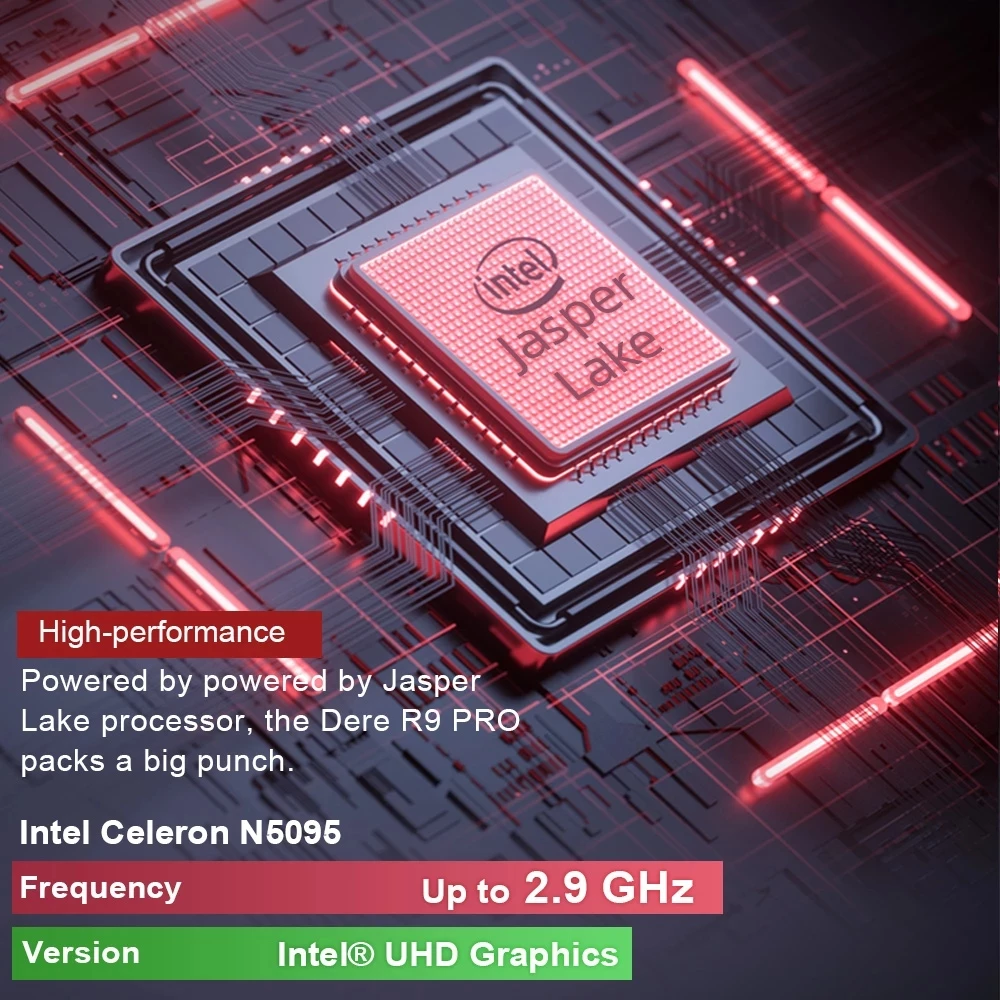 intel
Jasper
Lake
High-performance
Powered by powered by Jasper
Lake processor, the Dere R9 PRO
packs a big punch.
Intel Celeron N5095
Frequency Up to 2.9 GHz
Version Intel® UHD Graphics